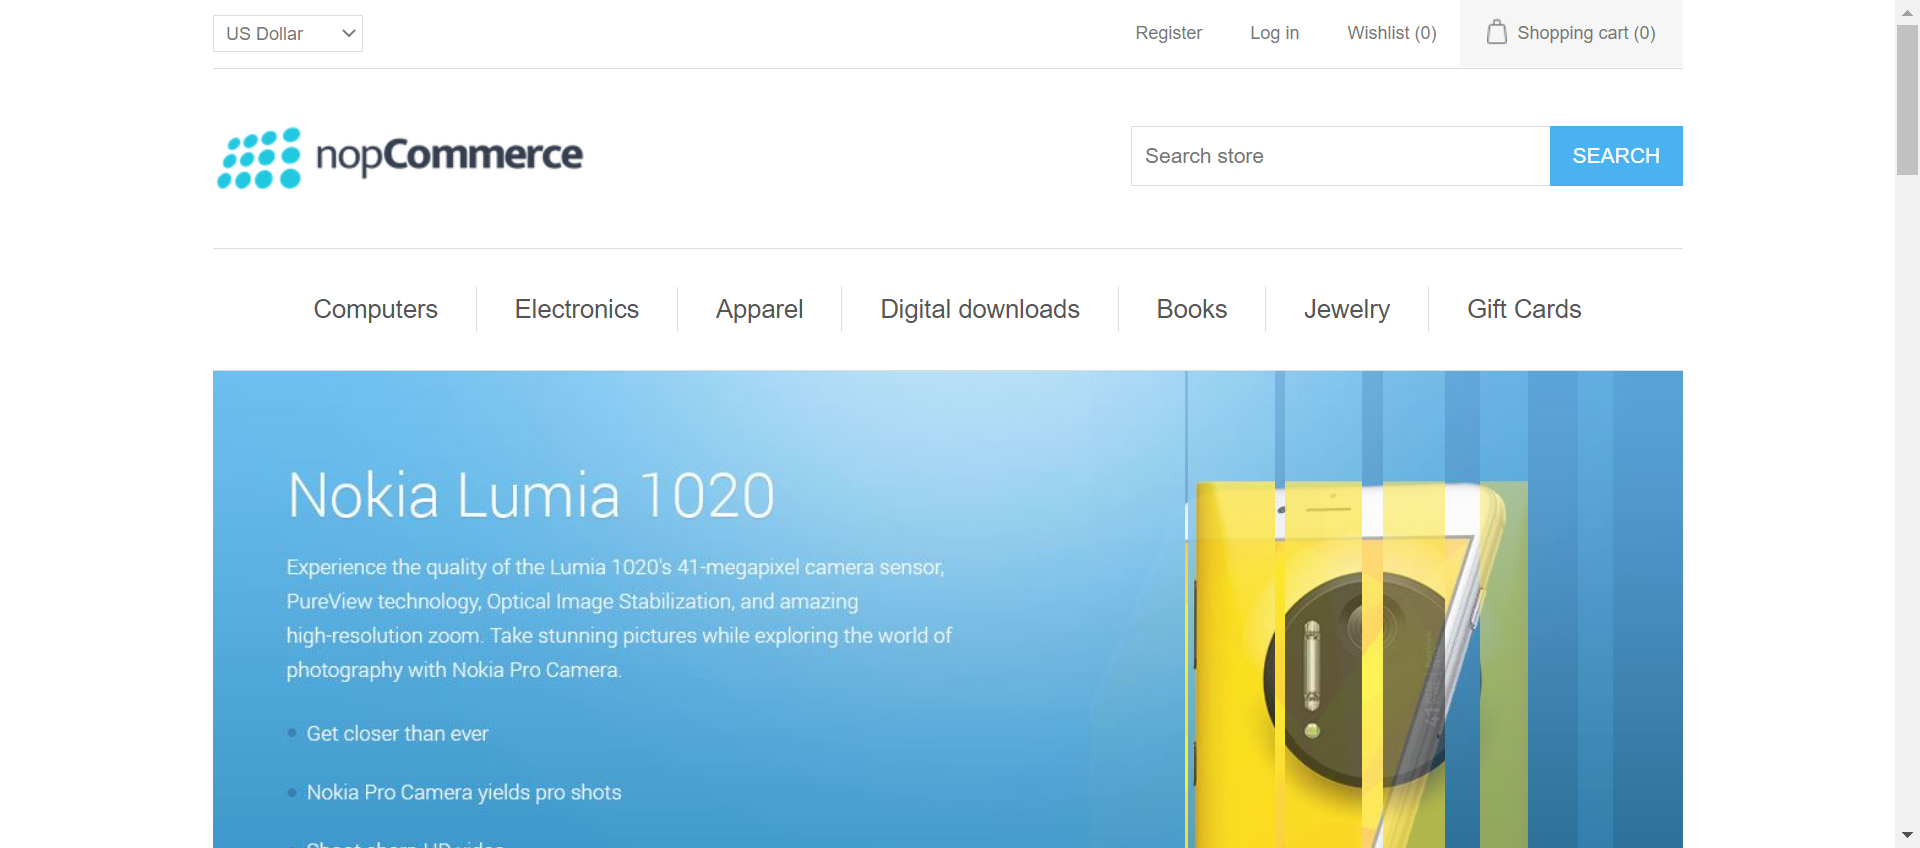 US Dollar
Register
Log in
Wishlist (0)
Shopping cart (0)
nopCommerce
Search store
SEARCH
Computers
Electronics
Apparel
Digital downloads
Books
Jewelry
Gift Cards
Nokia Lumia 1020
Experience the quality of the Lumia 1020's 41-megapixel camera sensor,
PureView technology, Optical Image Stabilization, and amazing
high-resolution zoom. Take stunning pictures while exploring the world of
photography with Nokia Pro Camera.
Get closer than ever
Nokia Pro Camera yields pro shots